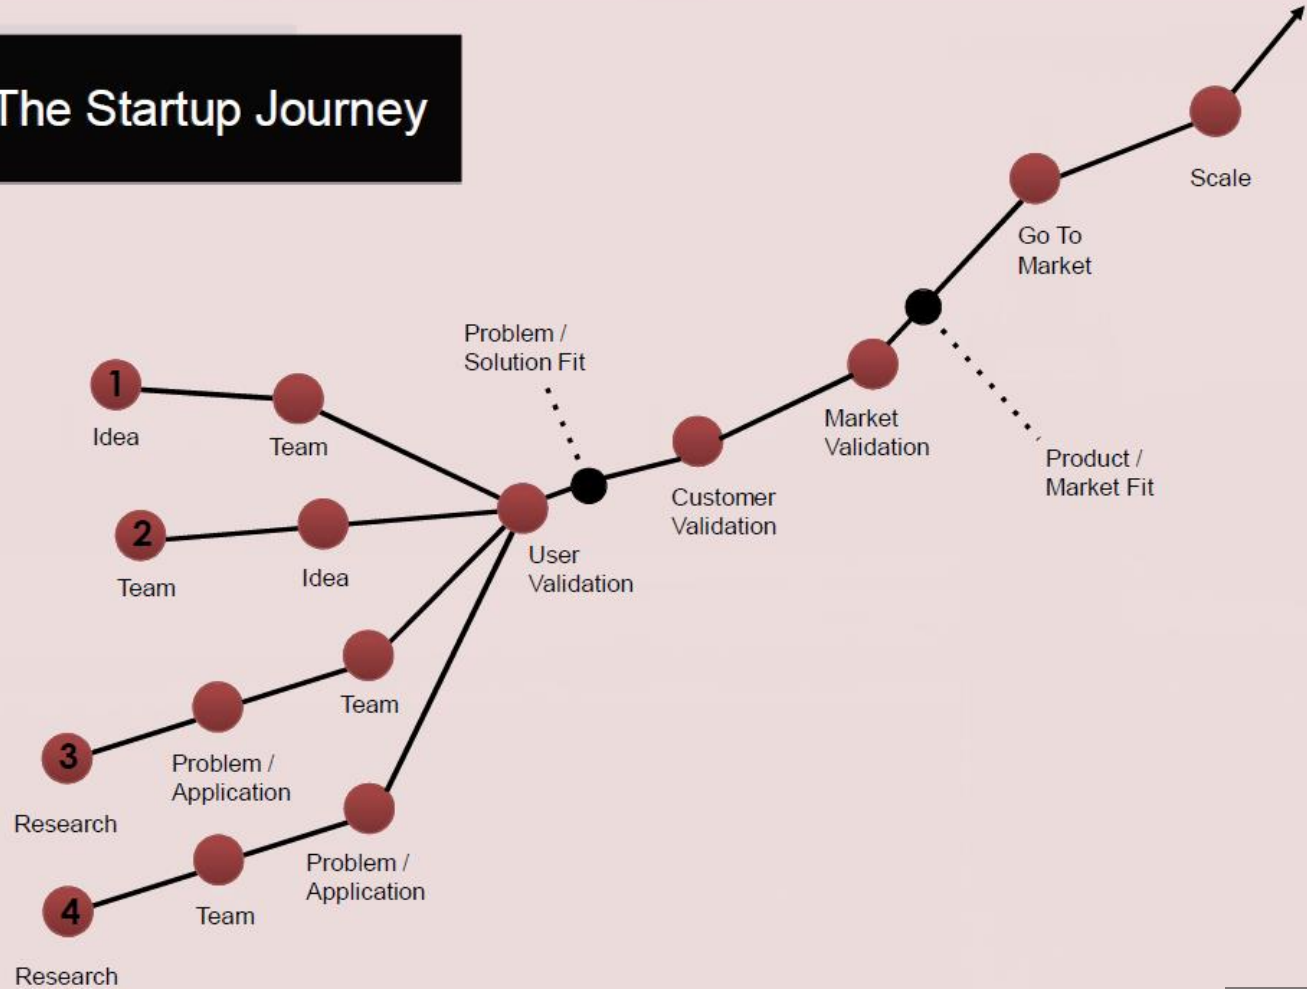 The Startup Journey
Scale
Go To
Market
Problem /
Solution Fit
1
Idea
Team
Market
Validation
Product /
Market Fit
Customer
Validation
2
Team
Idea
User
Validation
3
Research
Problem /
Application
Team
4
Research
Team
Problem /
Application